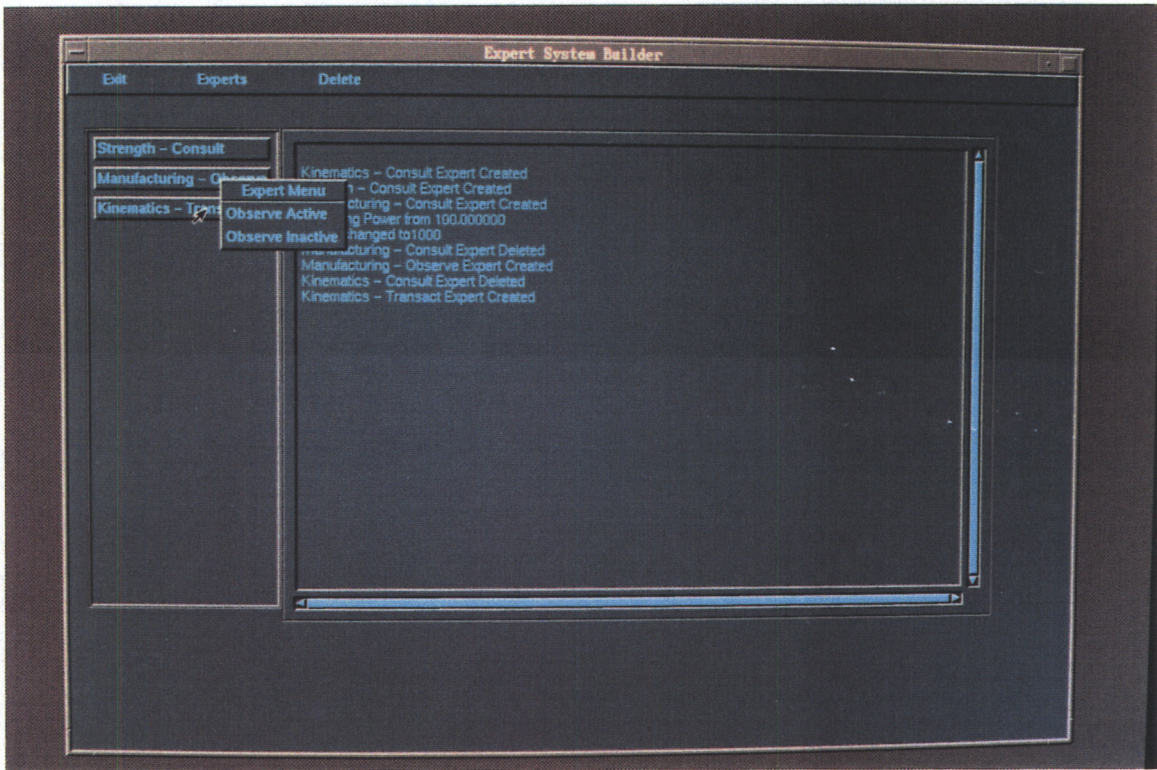 Expert System Builder
Exit Experts Delete
Strength – Consult
Manufacturing – Observe
Kinematics –
Expert Menu
Observe Active
Observe Inactive
Kinematics – Consult Expert Created
– Consult Expert Created
– Consult Expert Created
Power from 100.000000
changed to1000
Manufacturing – Consult Expert Deleted
Manufacturing – Observe Expert Created
Kinematics – Consult Expert Deleted
Kinematics – Transact Expert Created